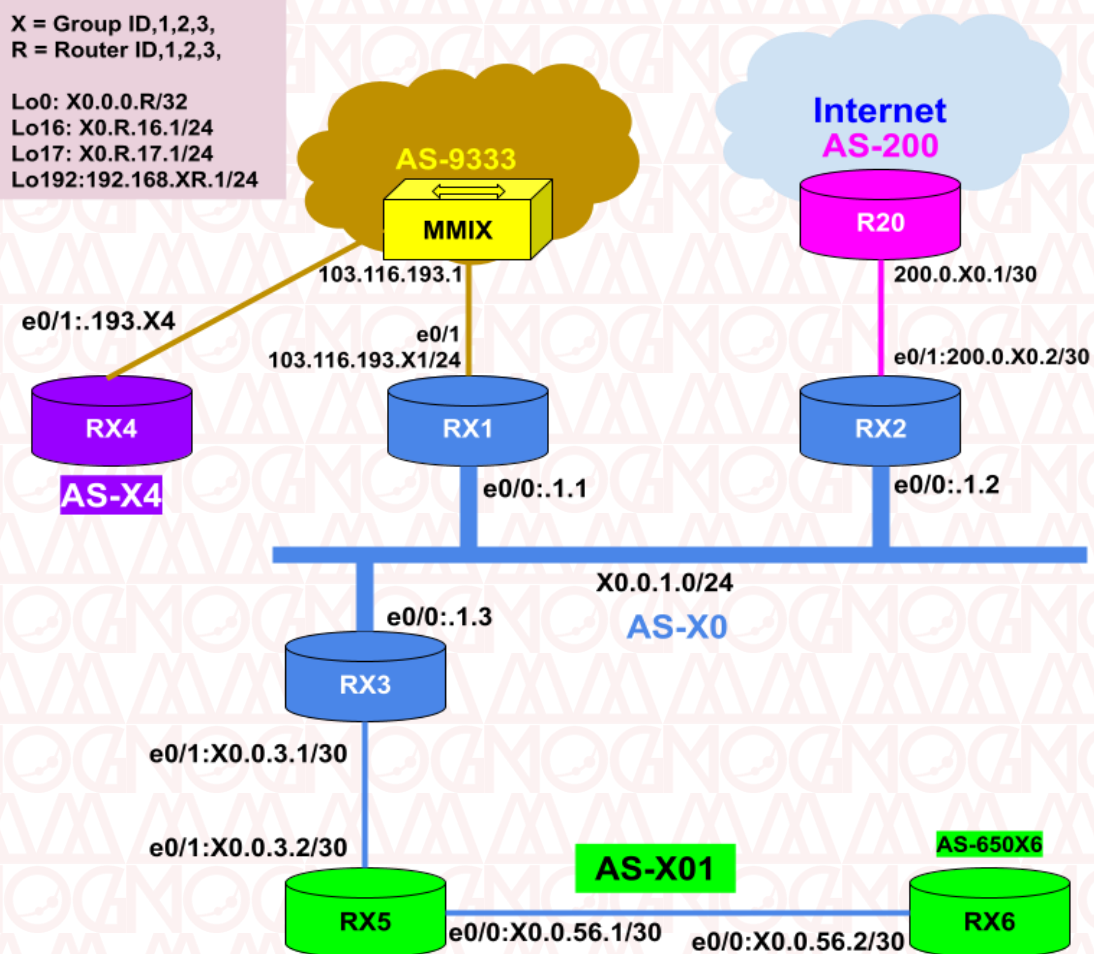 X = Group ID,1,2,3,
R = Router ID,1,2,3,
Lo0: X0.0.0.R/32
Lo16: X0.R.16.1/24
Lo17: X0.R.17.1/24
Lo192:192.168.XR.1/24
AS-9333
MMIX
103.116.193.1
Internet
AS-200
R20
200.0.X0.1/30
e0/1:.193.X4
e0/1
103.116.193.X1/24
e0/1:200.0.X0.2/30
RX4
AS-X4
RX1
RX2
e0/0:.1.1
e0/0:.1.2
X0.0.1.0/24
AS-X0
e0/0:.1.3
RX3
e0/1:X0.0.3.1/30
e0/1:X0.0.3.2/30
AS-X01
AS-650X6
RX5
e0/0:X0.0.56.1/30
e0/0:X0.0.56.2/30
RX6